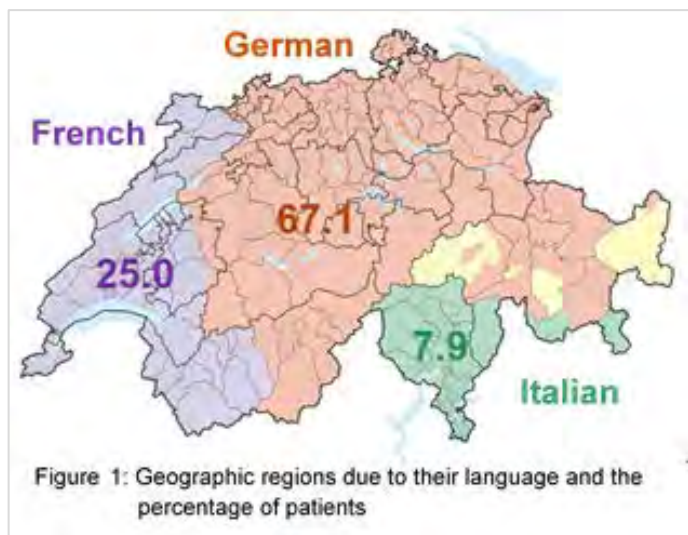 German
French
67.1
25.0
7.9
Italian
Figure 1: Geographic regions due to their language and the
percentage of patients